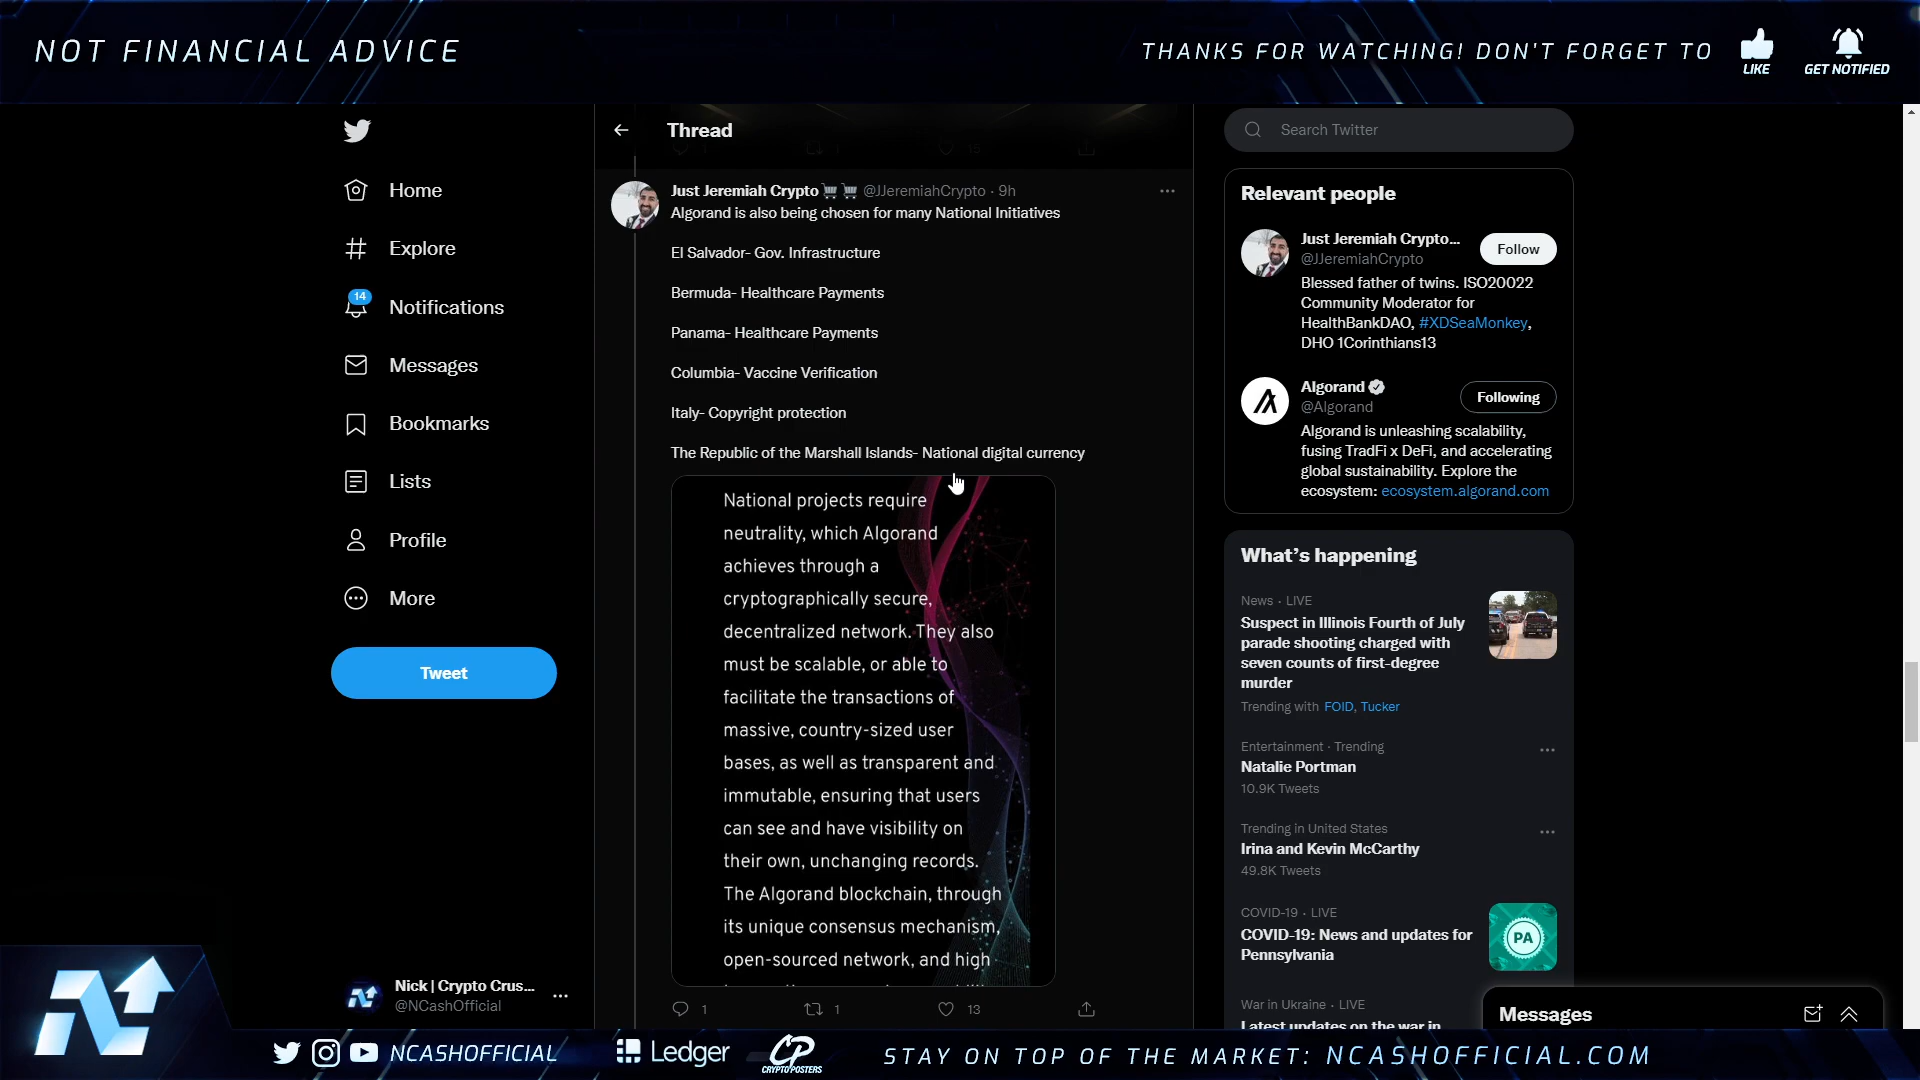 NOT FINANCIAL ADVICE
THANKS FOR WATCHING! DON'T FORGET TO
LIKE
GET NOTIFIED
Home
Explore
14
Notifications
Messages
Bookmarks
Lists
Profile
More
Tweet
Nick | Crypto Crus...
@NCashOfficial
Thread
15
Just Jeremiah Crypto @JJeremiahCrypto · 9h
Algorand is also being chosen for many National Initiatives
El Salvador- Gov. Infrastructure
Bermuda- Healthcare Payments
Panama- Healthcare Payments
Columbia- Vaccine Verification
Italy- Copyright protection
The Republic of the Marshall Islands- National digital currency
National projects require
neutrality, which Algorand
achieves through a
cryptographically secure,
decentralized network. They also
must be scalable, or able to
facilitate the transactions of
massive, country-sized user
bases, as well as transparent and
immutable, ensuring that users
can see and have visibility on
their own, unchanging records.
The Algorand blockchain, through
its unique consensus mechanism,
open-sourced network, and high
1
1
13
Search Twitter
Relevant people
Just Jeremiah Crypto...
@JJeremiahCrypto
Follow
Blessed father of twins. ISO20022
Community Moderator for
HealthBankDAO, #XDSeaMonkey,
DHO 1Corinthians13
Algorand
@Algorand
Following
Algorand is unleashing scalability,
fusing TradFi x DeFi, and accelerating
global sustainability. Explore the
ecosystem: ecosystem.algorand.com
What's happening
News · LIVE
Suspect in Illinois Fourth of July
parade shooting charged with
seven counts of first-degree
murder
Trending with FOID, Tucker
Entertainment · Trending
Natalie Portman
10.9K Tweets
Trending in United States
Irina and Kevin McCarthy
49.8K Tweets
COVID-19 · LIVE
COVID-19: News and updates for
Pennsylvania
PA
War in Ukraine · LIVE
Latest updates on the war in
Messages
NCASHOFFICIAL
Ledger
CP
CRYPTO POSTERS
STAY ON TOP OF THE MARKET: NCASHOFFICIAL.COM